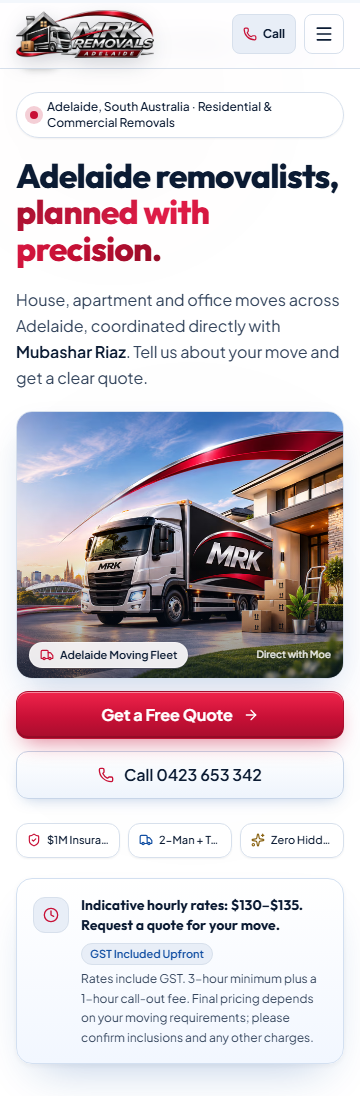 MRK
REMOVALS
ADELAIDE
Call
Adelaide, South Australia · Residential &
Commercial Removals
Adelaide removalists,
planned with
precision.
House, apartment and office moves across
Adelaide, coordinated directly with
Mubashar Riaz. Tell us about your move and
get a clear quote.
MRK
MRK
Adelaide Moving Fleet
Direct with Moe
Get a Free Quote
Call 0423 653 342
$1M Insura...
2-Man + T...
Zero Hidd...
Indicative hourly rates: $130–$135.
Request a quote for your move.
GST Included Upfront
Rates include GST. 3-hour minimum plus a
1-hour call-out fee. Final pricing depends
on your moving requirements; please
confirm inclusions and any other charges.